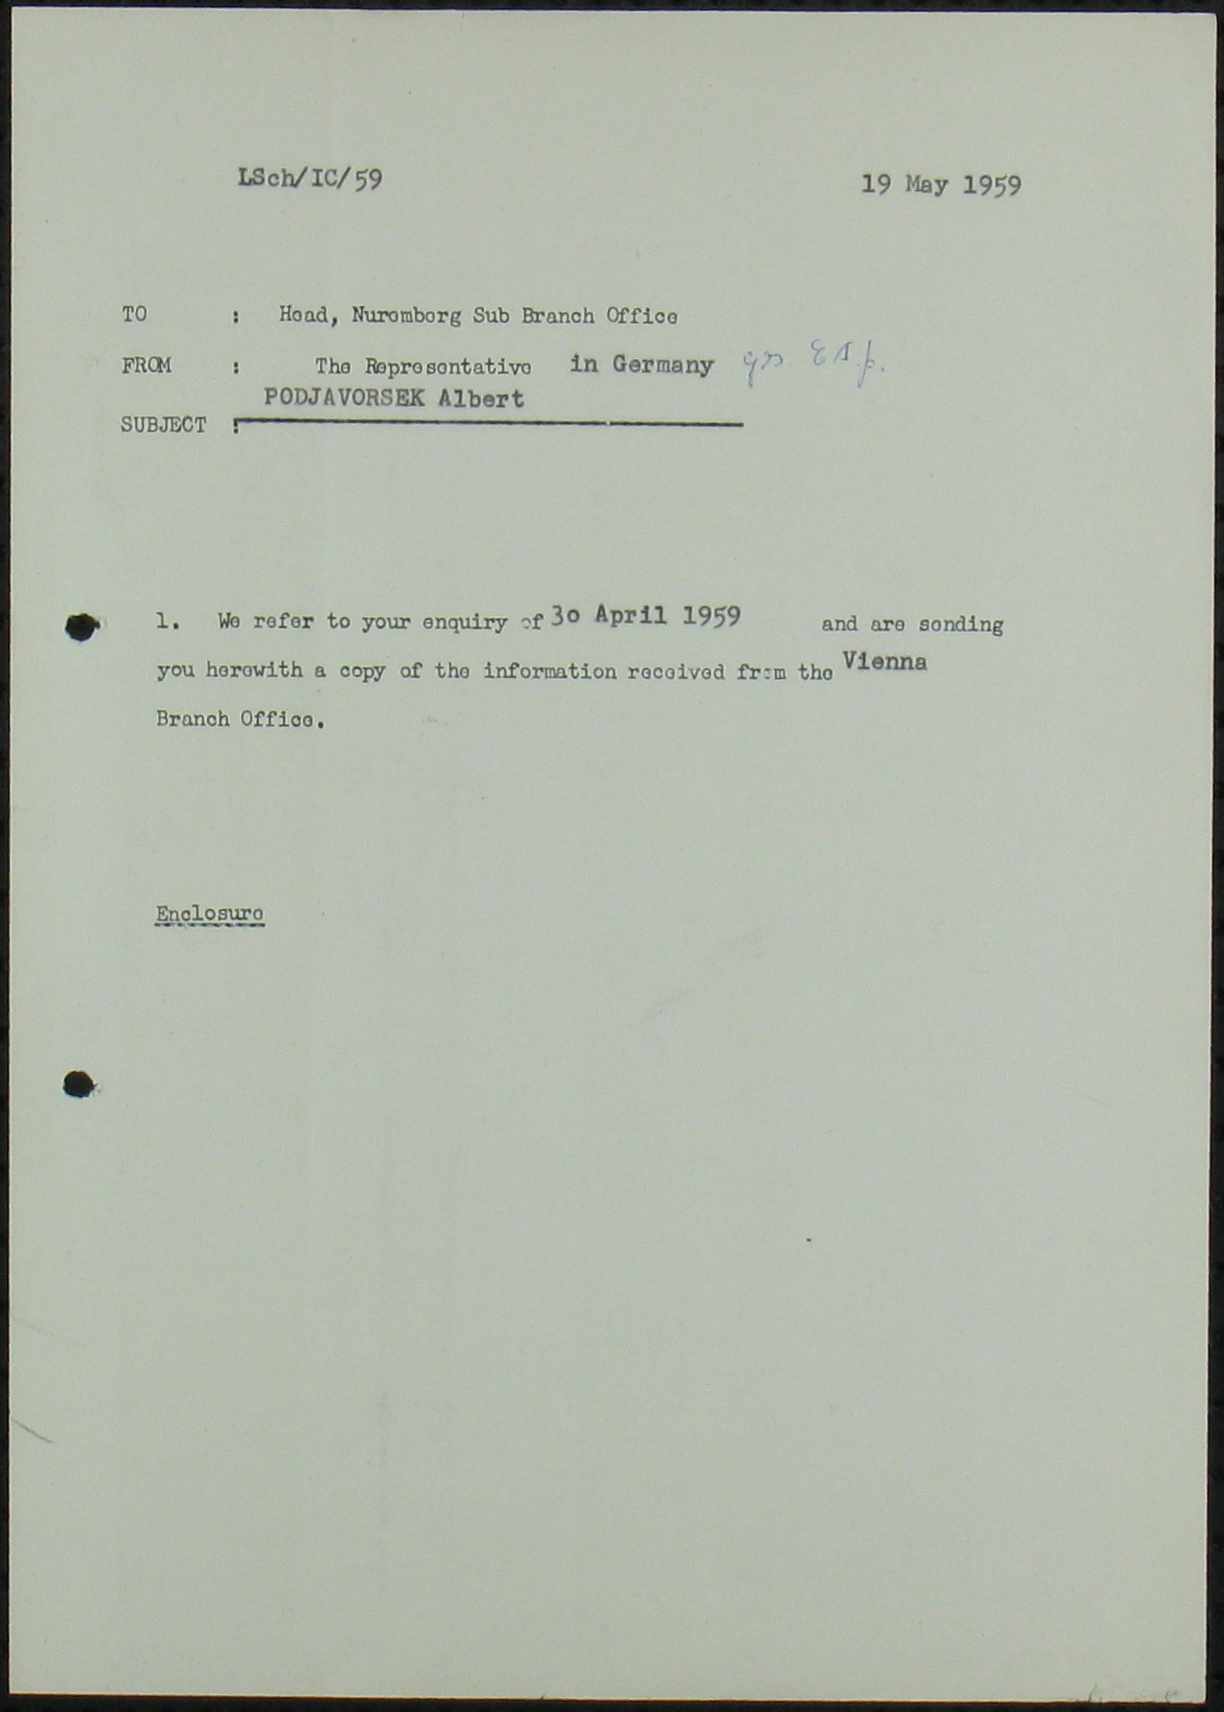 LSch/IC/59 19 May 1959
TO : Head, Nuremberg Sub Branch Office
FROM : The Representative in Germany
PODJAVORSEK Albert
SUBJECT :
1. We refer to your enquiry of 30 April 1959 and are sending
you herewith a copy of the information received from the Vienna
Branch Office.
Enclosure